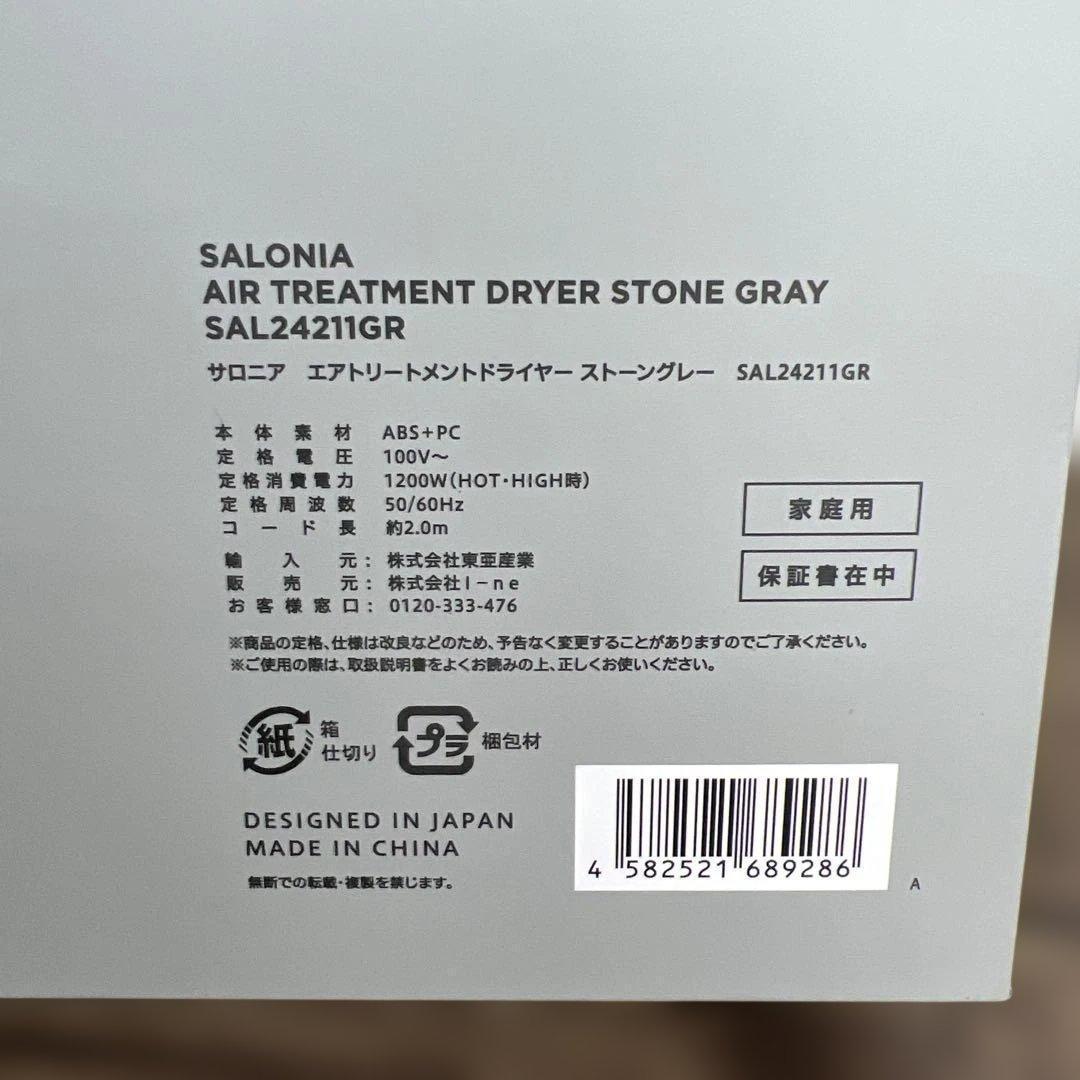 SALONIA
AIR TREATMENT DRYER STONE GRAY
SAL24211GR
サロニア エアトリートメントドライヤー ストーングレー SAL24211GR
本体素材 ABS+PC
定格電圧 100V～
定格消費電力 1200W(HOT・HIGH時)
定格周波数 50/60Hz
コード長 約2.0m
輸入元： 株式会社東亜産業
販売元： 株式会社I－ne
お客様窓口： 0120-333-476
家庭用
保証書在中
※商品の定格、仕様は改良などのため、予告なく変更することがありますのでご了承ください。
※ご使用の際は、取扱説明書をよくお読みの上、正しくお使いください。
紙 箱 仕切り
プラ 梱包材
DESIGNED IN JAPAN
MADE IN CHINA
無断での転載・複製を禁じます。
4 582521 689286
A